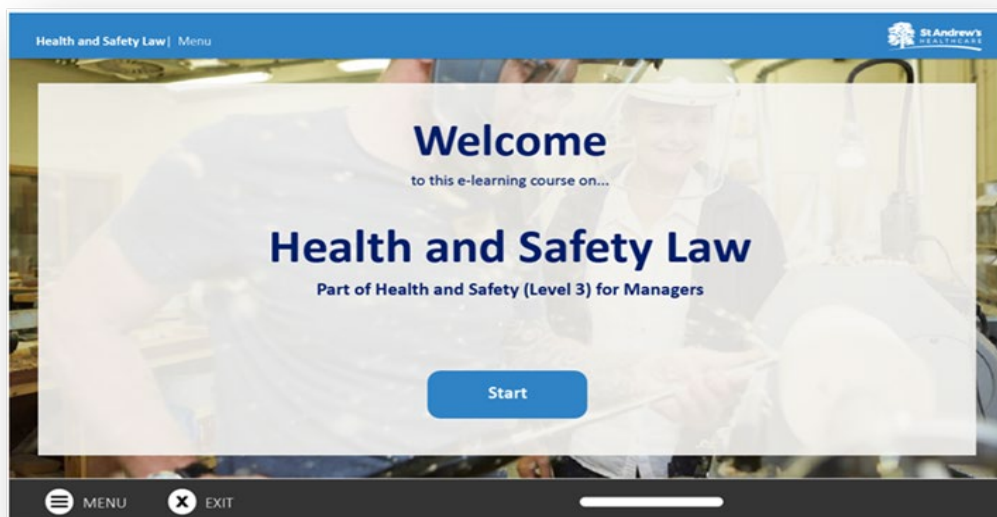 Health and Safety Law| Menu
St Andrew's
HEALTHCARE
Welcome
to this e-learning course on...
Health and Safety Law
Part of Health and Safety (Level 3) for Managers
Start
MENU
EXIT